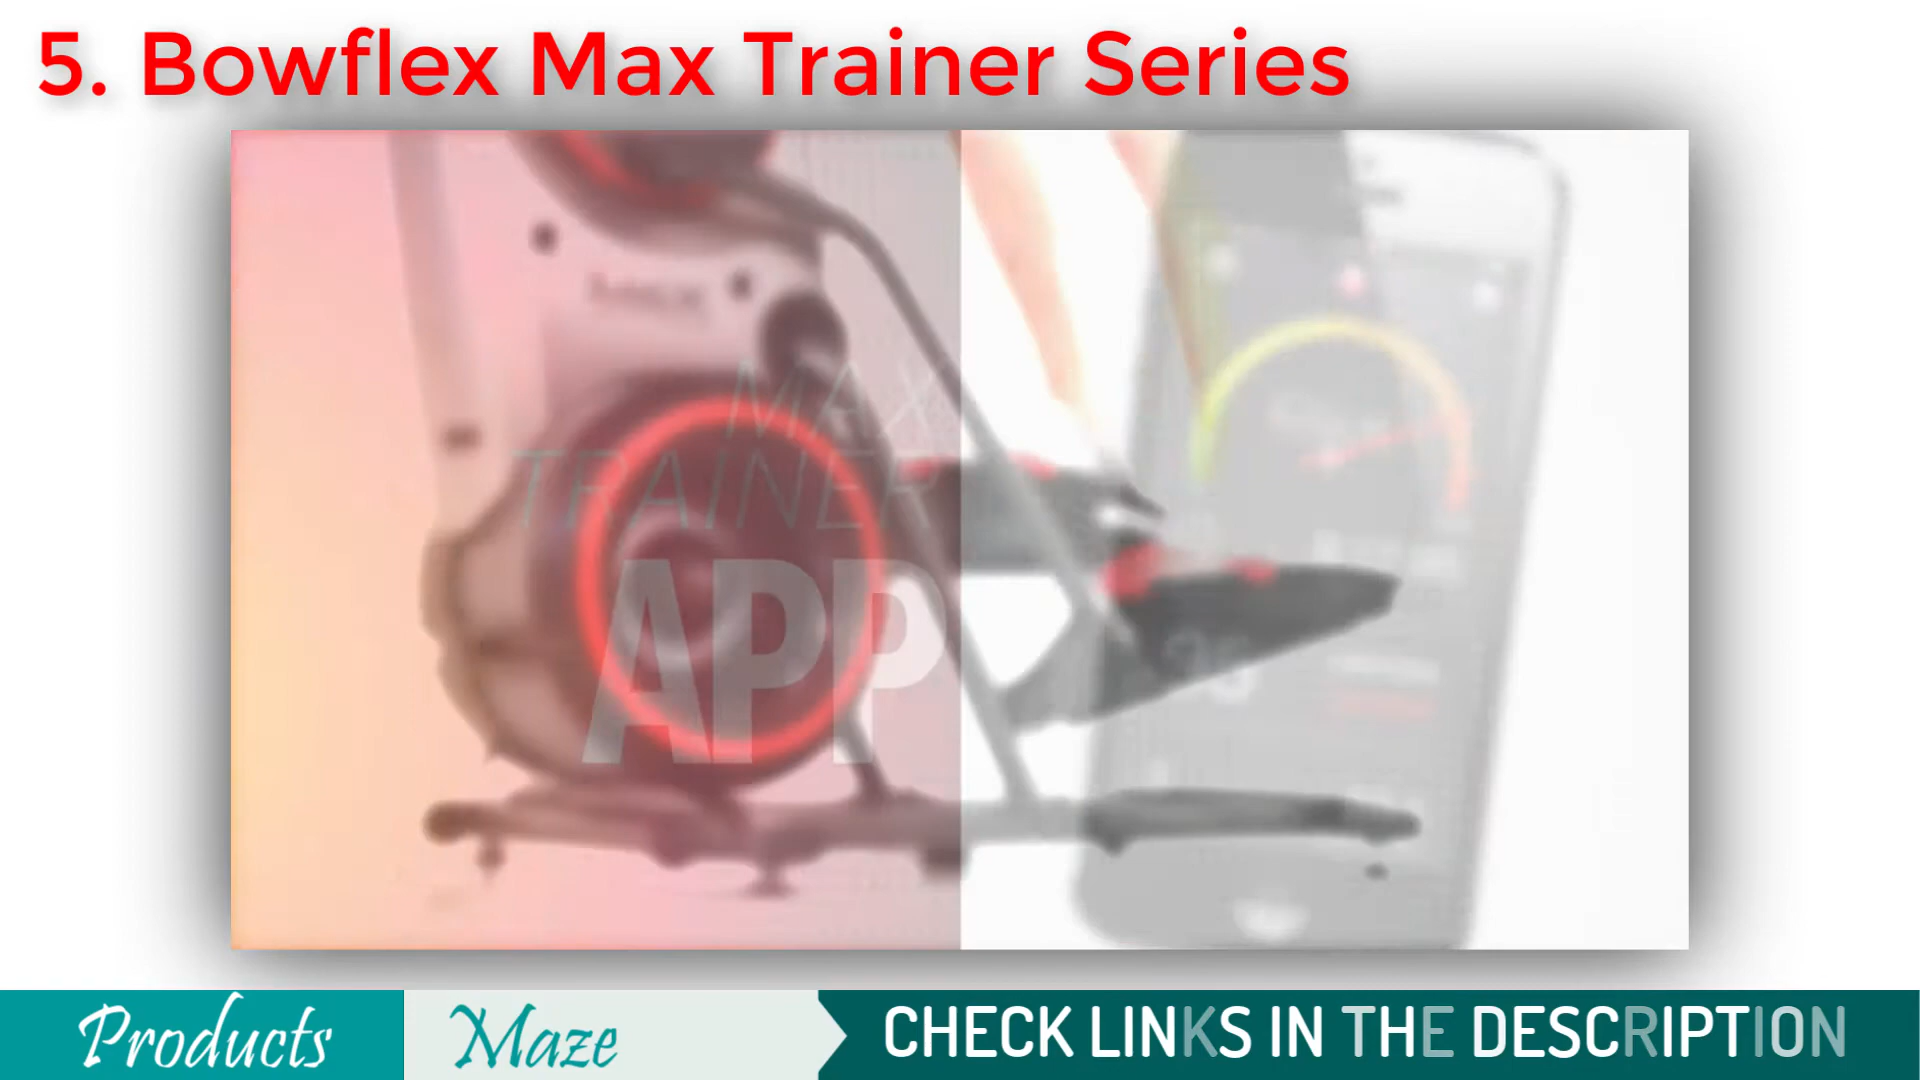 5. Bowflex Max Trainer Series
MAX
TRAINER
APP
Products Maze
CHECK LINKS IN THE DESCRIPTION